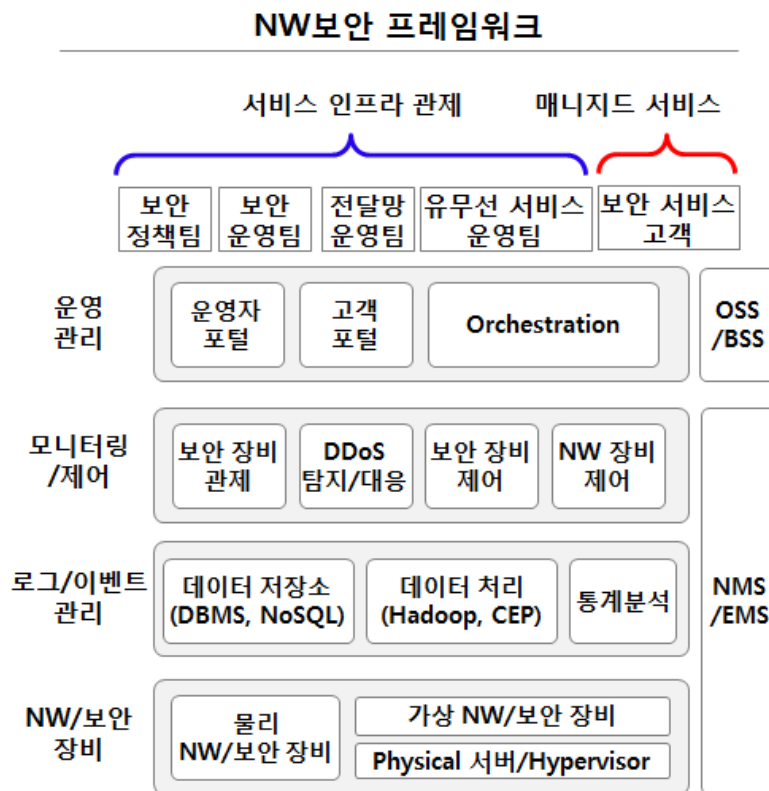 NW보안 프레임워크
서비스 인프라 관제
매니지드 서비스
보안
정책팀
보안
운영팀
전달망
운영팀
유무선 서비스
운영팀
보안 서비스
고객
운영
관리
운영자
포털
고객
포털
Orchestration
OSS
/BSS
모니터링
/제어
보안 장비
관제
DDoS
탐지/대응
보안 장비
제어
NW 장비
제어
로그/이벤트
관리
데이터 저장소
(DBMS, NoSQL)
데이터 처리
(Hadoop, CEP)
통계분석
NMS
/EMS
NW/보안
장비
물리
NW/보안 장비
가상 NW/보안 장비
Physical 서버/Hypervisor